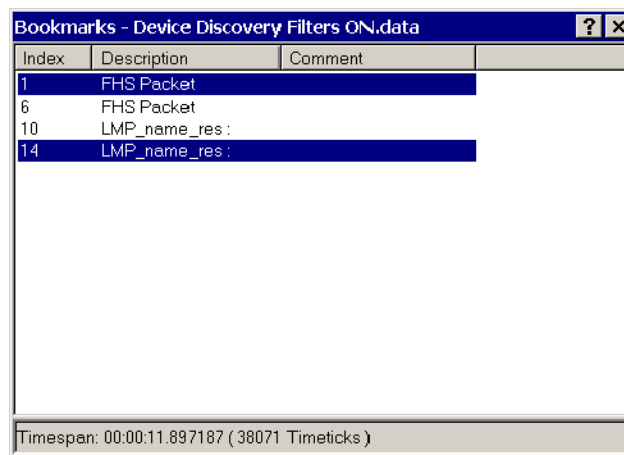 Bookmarks - Device Discovery Filters ON.data ? ×
Index Description Comment
1 FHS Packet
6 FHS Packet
10 LMP_name_res :
14 LMP_name_res :
Timespan: 00:00:11.897187 ( 38071 Timeticks )